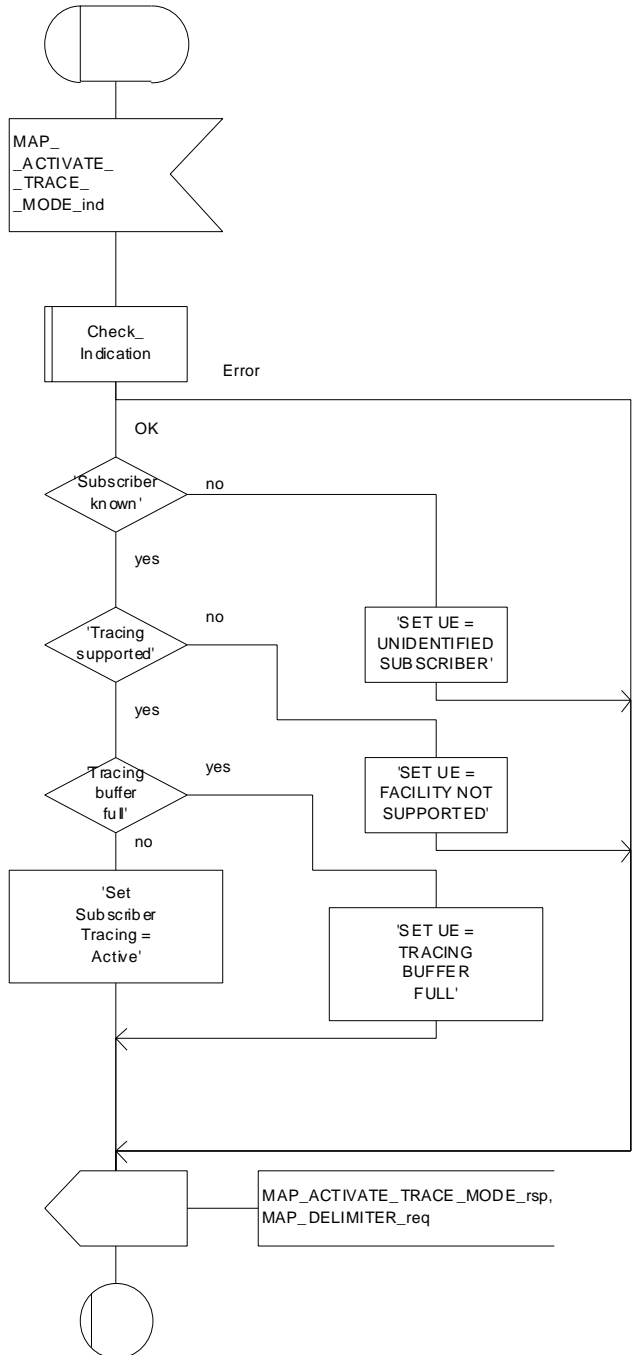 MAP_
_ACTIVATE_
_TRACE_
_MODE_ind
Check_
Indication
Error
OK
'Subscriber
known'
no
yes
'Tracing
supported'
no
'SET UE =
UNIDENTIFIED
SUBSCRIBER'
yes
'Tracing
buffer
full'
yes
'SET UE =
FACILITY NOT
SUPPORTED'
no
'Set
Subscriber
Tracing =
Active'
'SET UE =
TRACING
BUFFER
FULL'
MAP_ACTIVATE_TRACE_MODE_rsp,
MAP_DELIMITER_req